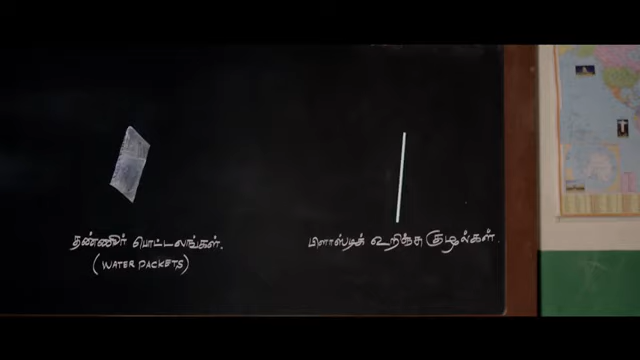 தண்ணீர் பொட்டலங்கள்.
(WATER PACKETS)
பிளாஸ்டிக் உறிஞ்சு குழல்கள்.